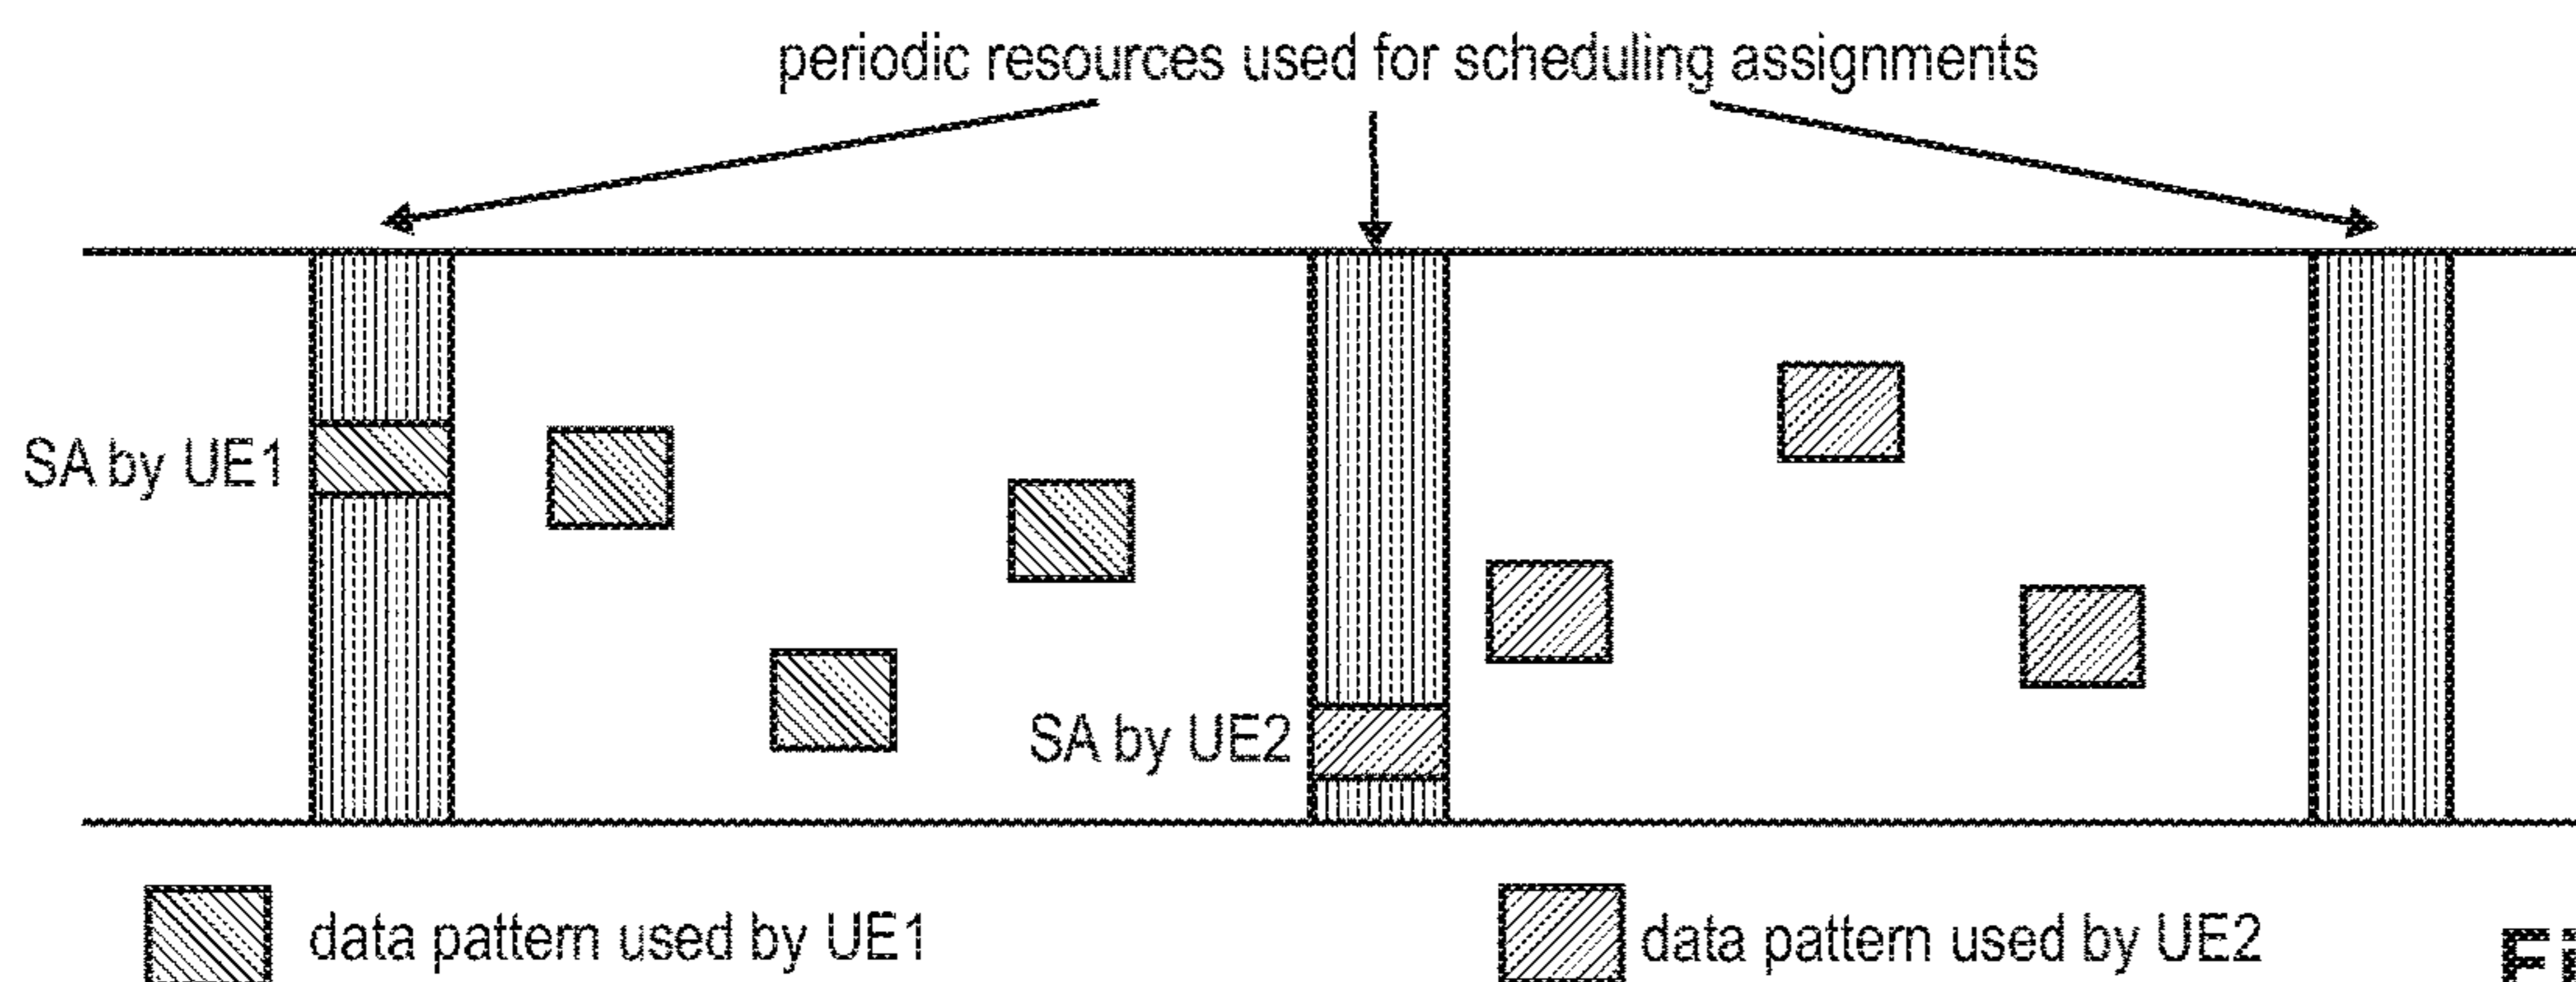 periodic resources used for scheduling assignments
SA by UE1
SA by UE2
data pattern used by UE1
data pattern used by UE2